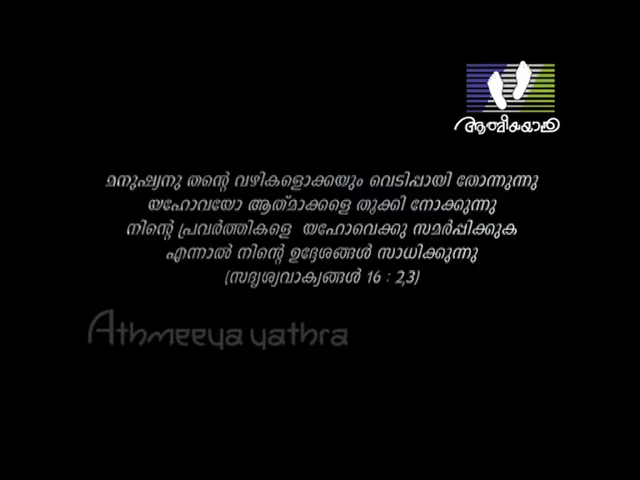 ആത്മീയയാത്ര
മനുഷ്യനു തന്റെ വഴികളൊക്കയും വെടിപ്പായി തോന്നുന്നു
യഹോവയോ ആത്മാക്കളെ തൂക്കി നോക്കുന്നു
നിന്റെ പ്രവർത്തികളെ യഹോവെക്കു സമർപ്പിക്കുക
എന്നാൽ നിന്റെ ഉദ്ദേശങ്ങൾ സാധിക്കുന്നു
(സദൃശ്യവാക്യങ്ങൾ 16 : 2,3)
Athmeeya yathra